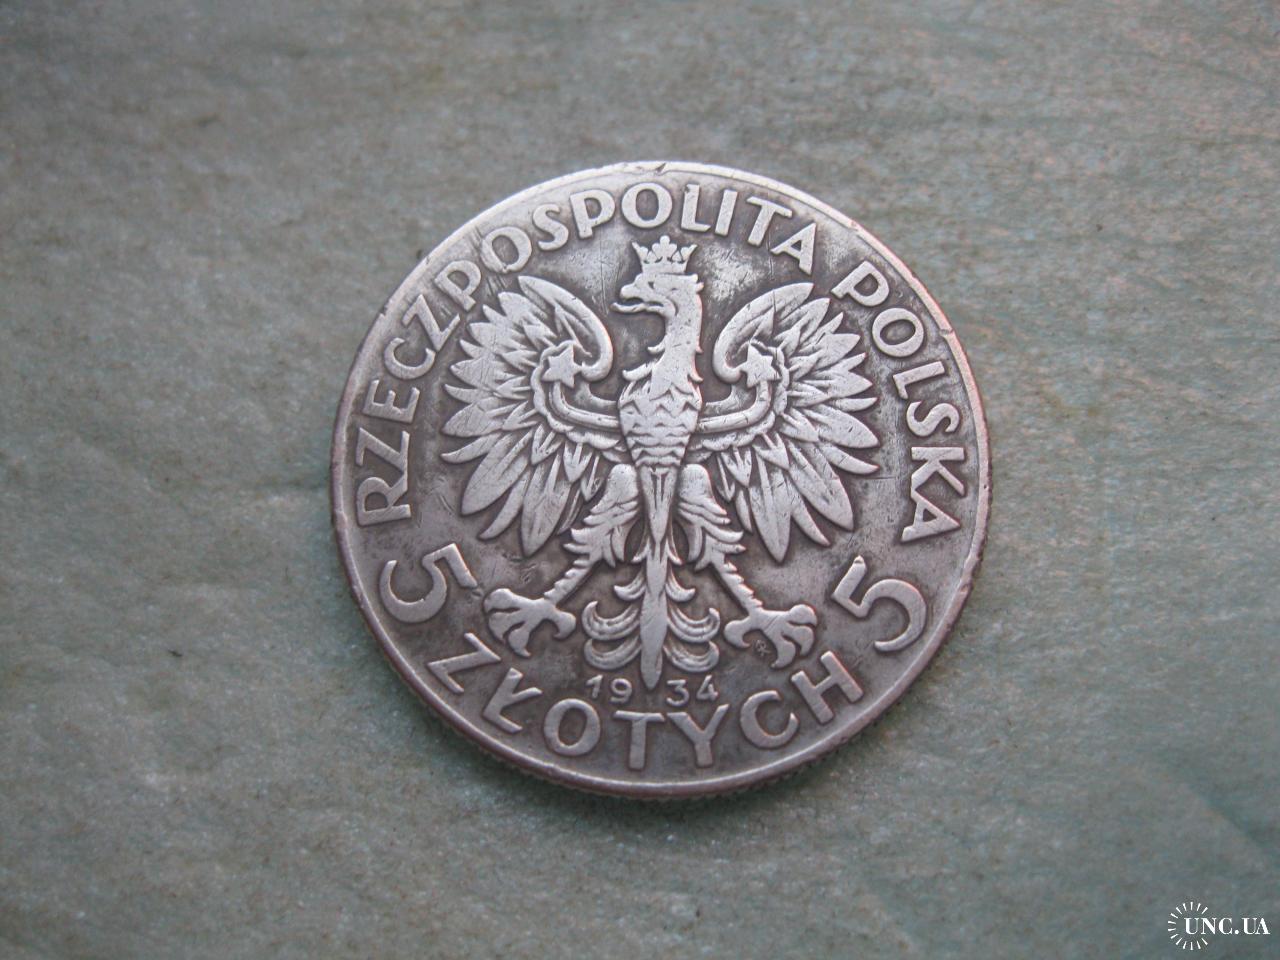 RZECZPOSPOLITA POLSKA
5 ZŁOTYCH 5
1934
UNC.UA